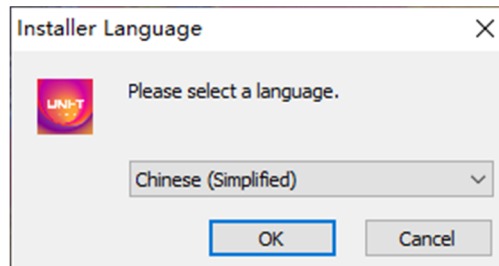 Installer Language
UNI-T
Please select a language.
Chinese (Simplified)
OK
Cancel